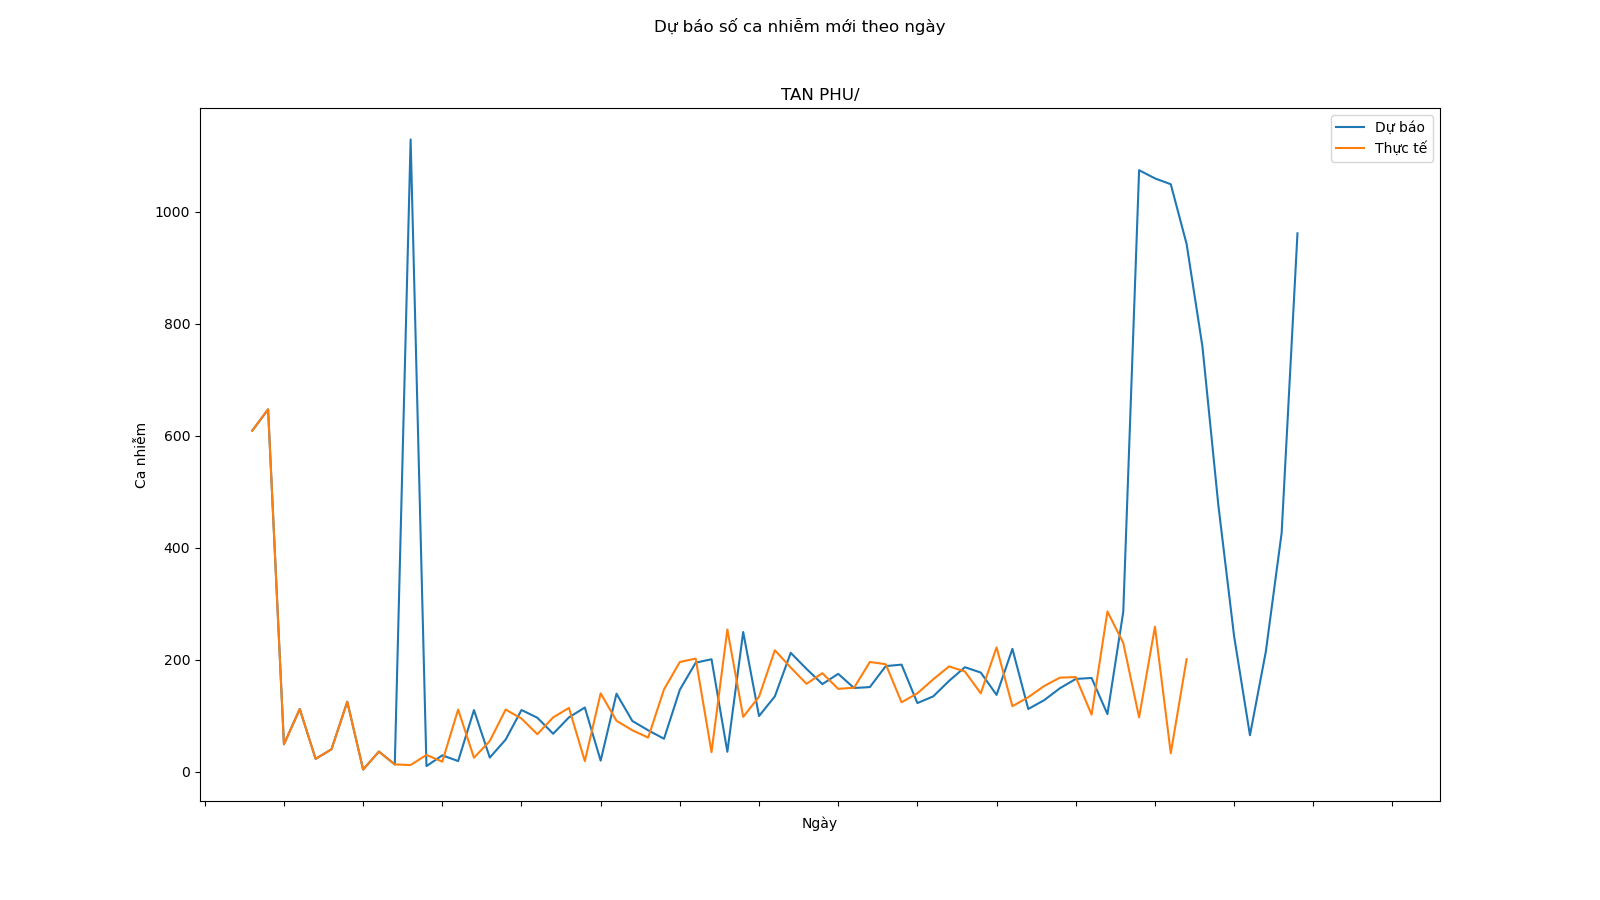 Dự báo số ca nhiễm mới theo ngày
TAN PHU/
Dự báo
Thực tế
1000
800
600
400
200
0
Ca nhiễm
Ngày